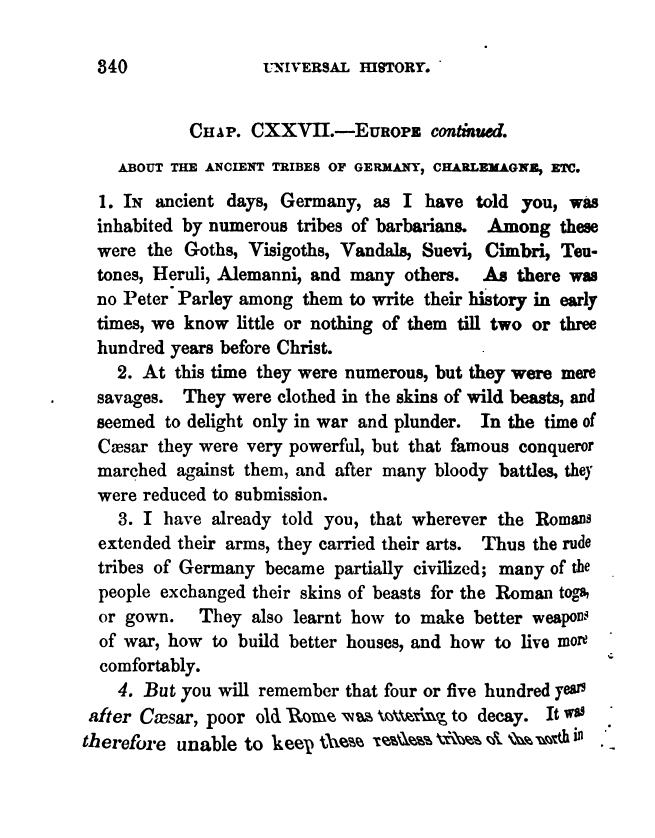 340 UNIVERSAL HISTORY.
CHAP. CXXVII.—EUROPE continued.
ABOUT THE ANCIENT TRIBES OF GERMANY, CHARLEMAGNE, ETC.
1. IN ancient days, Germany, as I have told you, was
inhabited by numerous tribes of barbarians. Among these
were the Goths, Visigoths, Vandals, Suevi, Cimbri, Teu-
tones, Heruli, Alemanni, and many others. As there was
no Peter Parley among them to write their history in early
times, we know little or nothing of them till two or three
hundred years before Christ.
2. At this time they were numerous, but they were mere
savages. They were clothed in the skins of wild beasts, and
seemed to delight only in war and plunder. In the time of
Cæsar they were very powerful, but that famous conqueror
marched against them, and after many bloody battles, they
were reduced to submission.
3. I have already told you, that wherever the Romans
extended their arms, they carried their arts. Thus the rude
tribes of Germany became partially civilized; many of the
people exchanged their skins of beasts for the Roman toga,
or gown. They also learnt how to make better weapons
of war, how to build better houses, and how to live more
comfortably.
4. But you will remember that four or five hundred years
after Cæsar, poor old Rome was tottering to decay. It was
therefore unable to keep these restless tribes of the north in